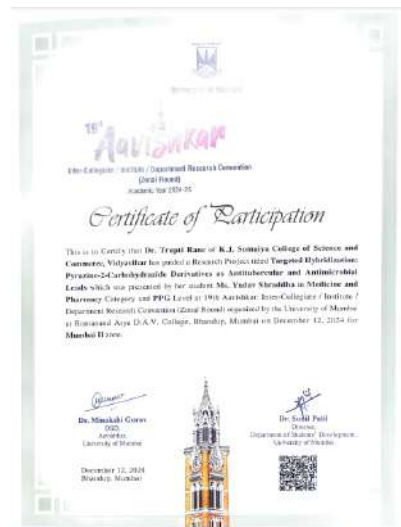 University of Mumbai
19th
Aavishkar
Inter-Collegiate / Institute / Department Research Convention
(Zonal Round)
Academic Year 2024-25
Certificate of Participation
This is to Certify that Dr. Trupti Rane of K.J. Somaiya College of Science and
Commerce, Vidyavihar has guided a Research Project titled Targeted Hybridization:
Pyrazine-2-Carbohydrazide Derivatives as Antitubercular and Antimicrobial
Leads which was presented by her student Ms. Yadav Shraddha in Medicine and
Pharmacy Category and PPG Level at 19th Aavishkar: Inter-Collegiate / Institute /
Department Research Convention (Zonal Round) organized by the University of Mumbai
at Ramanand Arya D.A.V. College, Bhandup, Mumbai on December 12, 2024 for
Mumbai II zone.
Dr. Minakshi Gurav
OSD,
Aavishkar,
University of Mumbai
Dr. Sunil Patil
Director,
Department of Students' Development,
University of Mumbai
December 12, 2024
Bhandup, Mumbai